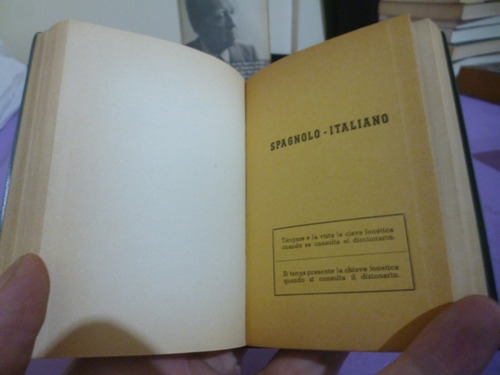 SPAGNOLO - ITALIANO
Téngase a la vista la clave fonética
cuando se consulta el diccionario.
Si tenga presente la chiave fonetica
quando si consulta il dizionario.